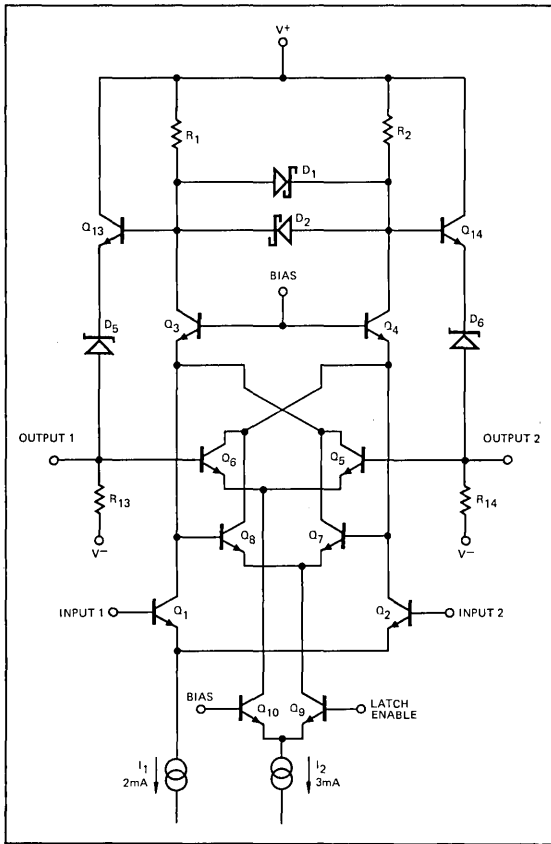 V+
R1
R2
D1
Q13
D2
Q14
BIAS
D5
Q3
Q4
D6
OUTPUT 1
OUTPUT 2
Q6
Q5
R13
R14
Q8
Q7
V−
V−
INPUT 1
Q1
Q2
INPUT 2
BIAS
Q10
Q9
LATCH
ENABLE
I1
2mA
I2
3mA